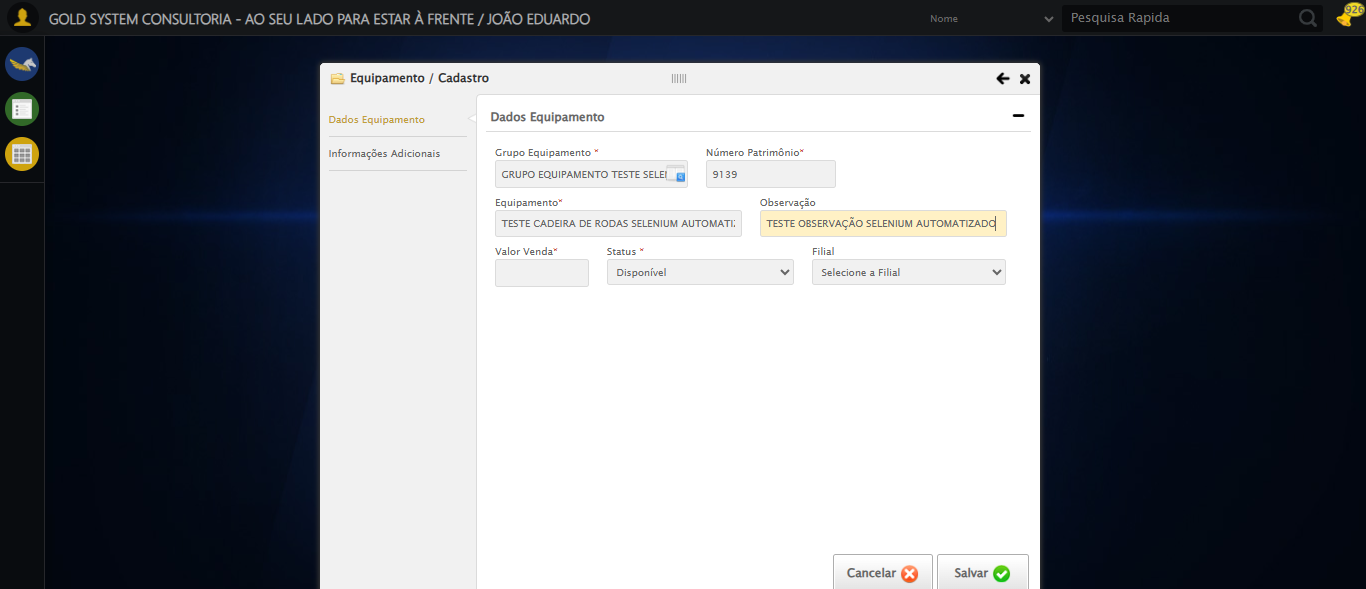 GOLD SYSTEM CONSULTORIA - AO SEU LADO PARA ESTAR À FRENTE / JOÃO EDUARDO
Nome
Pesquisa Rapida
926
Equipamento / Cadastro
Dados Equipamento
Informações Adicionais
Dados Equipamento
Grupo Equipamento *
Número Patrimônio*
GRUPO EQUIPAMENTO TESTE SELE
9139
Equipamento*
Observação
TESTE CADEIRA DE RODAS SELENIUM AUTOMATI
TESTE OBSERVAÇÃO SELENIUM AUTOMATIZADO
Valor Venda*
Status *
Filial
Disponível
Selecione a Filial
Cancelar
Salvar